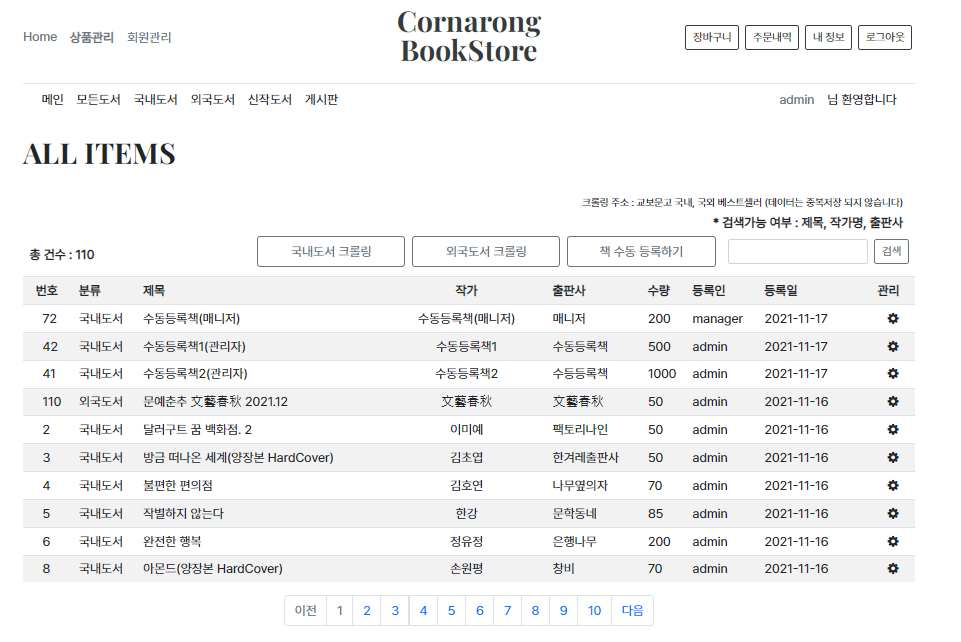 Home 상품관리 회원관리
Cornarong
BookStore
장바구니 주문내역 내 정보 로그아웃
메인 모든도서 국내도서 외국도서 신작도서 게시판
admin 님 환영합니다
ALL ITEMS
크롤링 주소 : 교보문고 국내, 국외 베스트셀러 (데이터는 중복저장 되지 않습니다)
* 검색가능 여부 : 제목, 작가명, 출판사
총 건수 : 110 국내도서 크롤링 외국도서 크롤링 책 수동 등록하기 검색
번호 분류 제목 작가 출판사 수량 등록인 등록일 관리
72 국내도서 수동등록책(매니저) 수동등록책(매니저) 매니저 200 manager 2021-11-17
42 국내도서 수동등록책1(관리자) 수동등록책1 수동등록책 500 admin 2021-11-17
41 국내도서 수동등록책2(관리자) 수동등록책2 수등등록책 1000 admin 2021-11-17
110 외국도서 문예춘추 文藝春秋 2021.12 文藝春秋 文藝春秋 50 admin 2021-11-16
2 국내도서 달러구트 꿈 백화점. 2 이미예 팩토리나인 50 admin 2021-11-16
3 국내도서 방금 떠나온 세계(양장본 HardCover) 김초엽 한겨레출판사 50 admin 2021-11-16
4 국내도서 불편한 편의점 김호연 나무옆의자 70 admin 2021-11-16
5 국내도서 작별하지 않는다 한강 문학동네 85 admin 2021-11-16
6 국내도서 완전한 행복 정유정 은행나무 200 admin 2021-11-16
8 국내도서 아몬드(양장본 HardCover) 손원평 창비 70 admin 2021-11-16
이전 1 2 3 4 5 6 7 8 9 10 다음